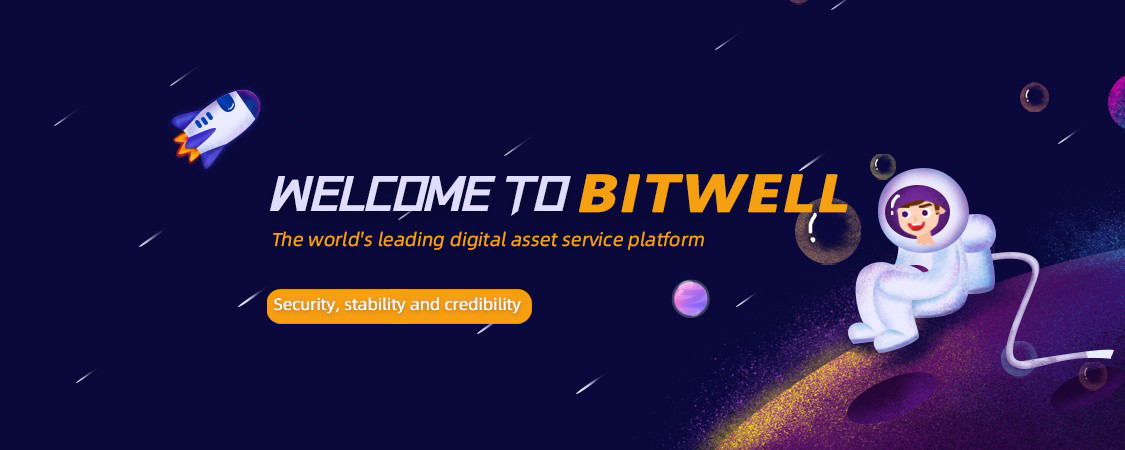 WELCOME TO BITWELL
The world's leading digital asset service platform
Security, stability and credibility